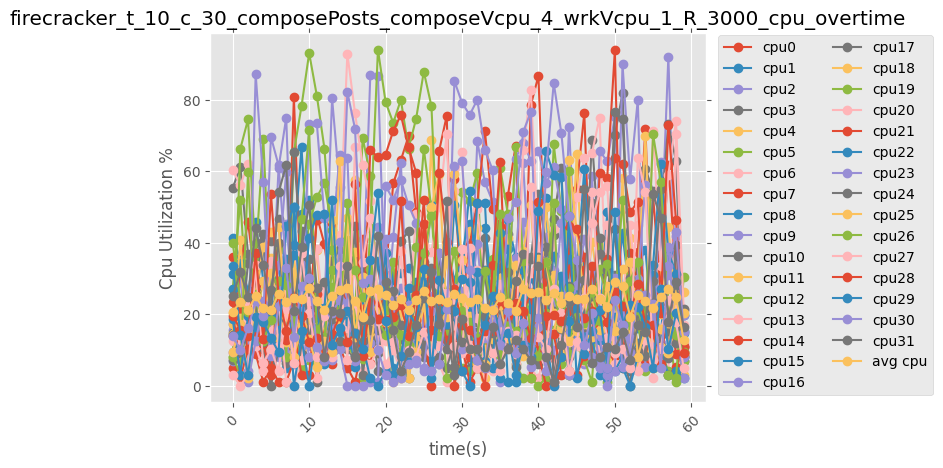 firecracker_t_10_c_30_composePosts_composeVcpu_4_wrkVcpu_1_R_3000_cpu_overtime
Cpu Utilization %
80
60
40
20
0
0 10 20 30 40 50 60
time(s)
cpu0
cpu1
cpu2
cpu3
cpu4
cpu5
cpu6
cpu7
cpu8
cpu9
cpu10
cpu11
cpu12
cpu13
cpu14
cpu15
cpu16
cpu17
cpu18
cpu19
cpu20
cpu21
cpu22
cpu23
cpu24
cpu25
cpu26
cpu27
cpu28
cpu29
cpu30
cpu31
avg cpu